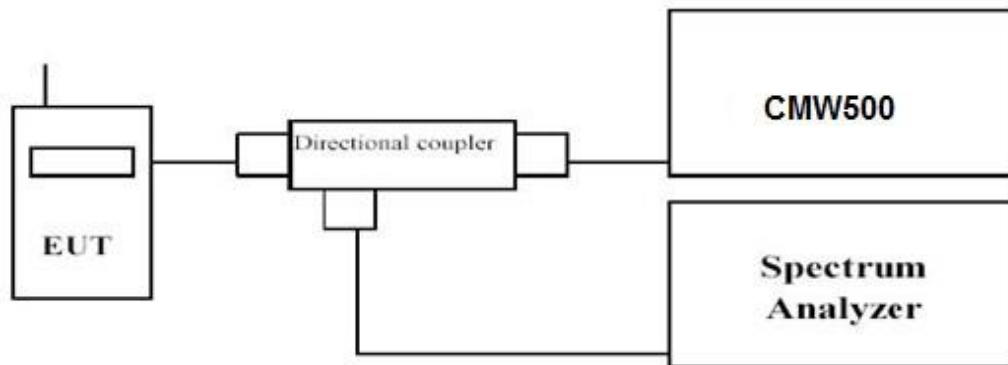 CMW500
Directional coupler
EUT
Spectrum
Analyzer